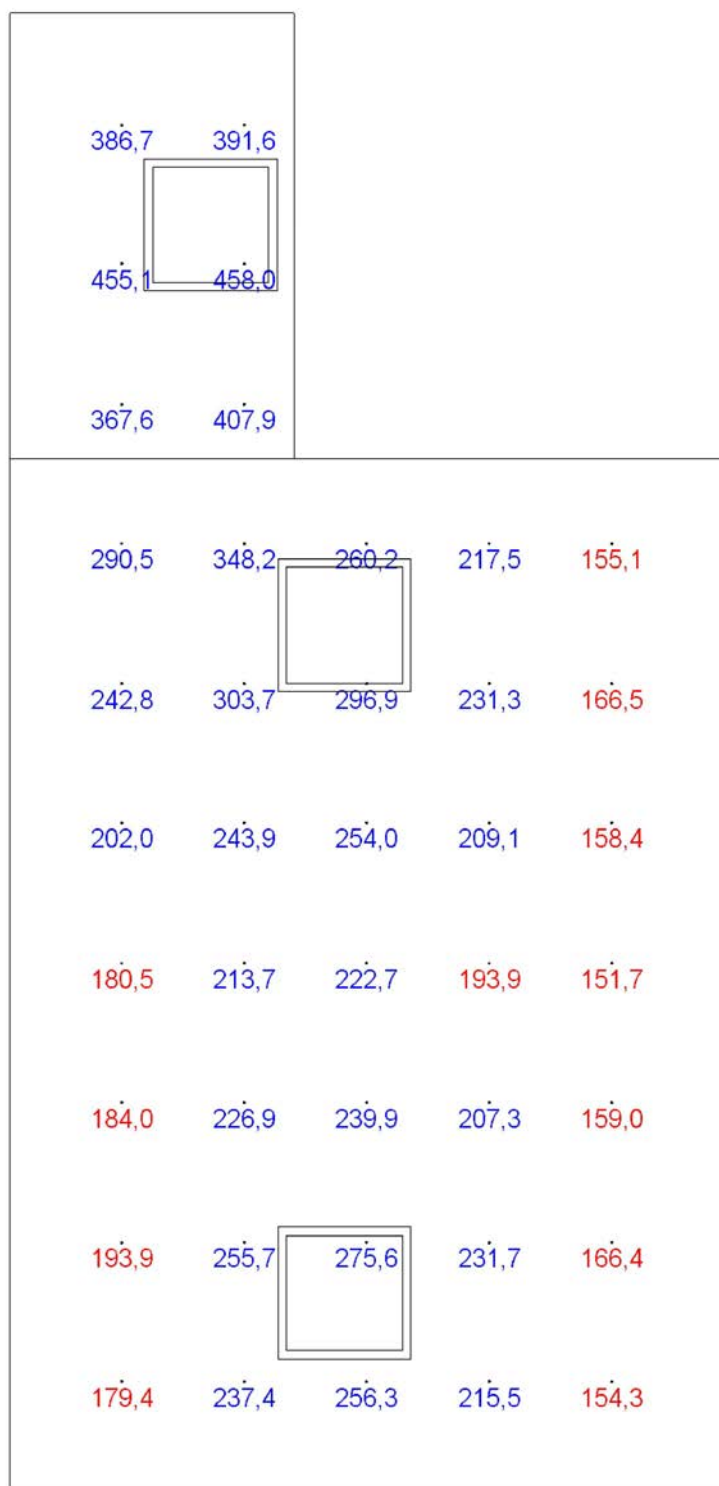 386,7 391,6
455,1 458,0
367,6 407,9
290,5 348,2 260,2 217,5 155,1
242,8 303,7 296,9 231,3 166,5
202,0 243,9 254,0 209,1 158,4
180,5 213,7 222,7 193,9 151,7
184,0 226,9 239,9 207,3 159,0
193,9 255,7 275,6 231,7 166,4
179,4 237,4 256,3 215,5 154,3